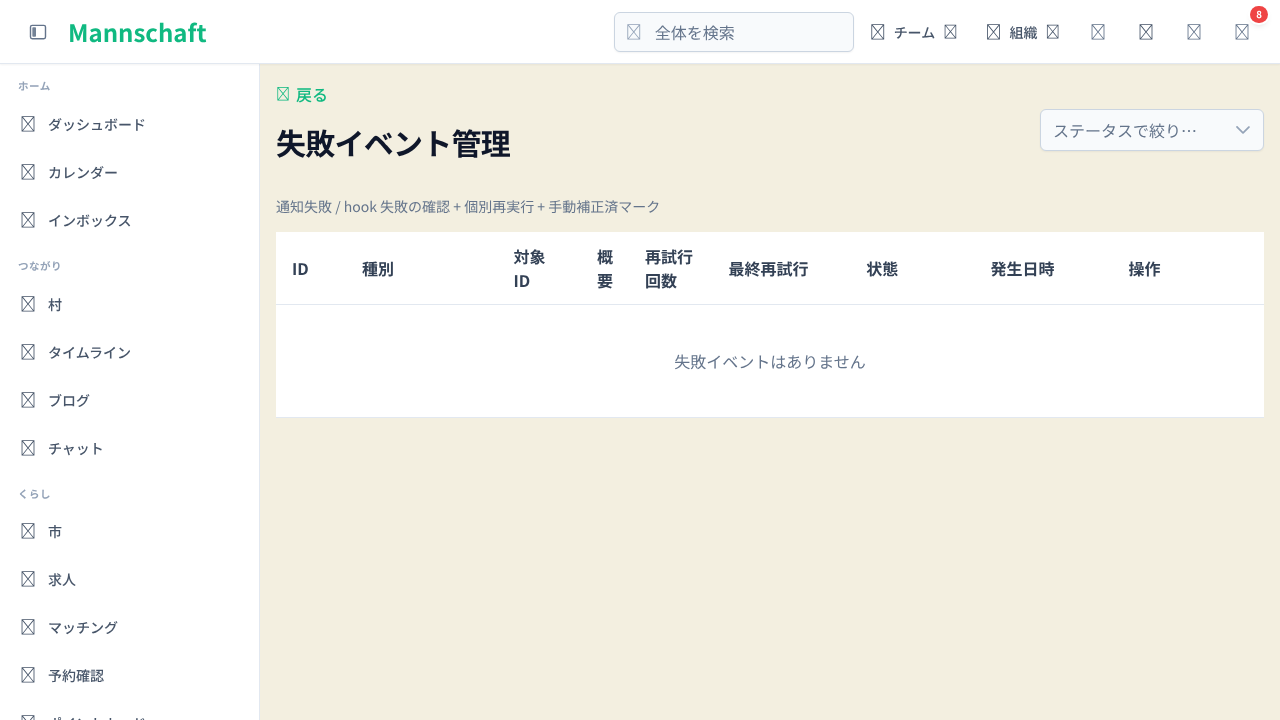 Mannschaft
全体を検索
チーム
組織
8
ホーム
ダッシュボード
カレンダー
インボックス
つながり
村
タイムライン
ブログ
チャット
くらし
市
求人
マッチング
予約確認
戻る
失敗イベント管理
ステータスで絞り…
通知失敗 / hook 失敗の確認 + 個別再実行 + 手動補正済マーク
ID 種別 対象 ID 概要 再試行回数 最終再試行 状態 発生日時 操作
失敗イベントはありません